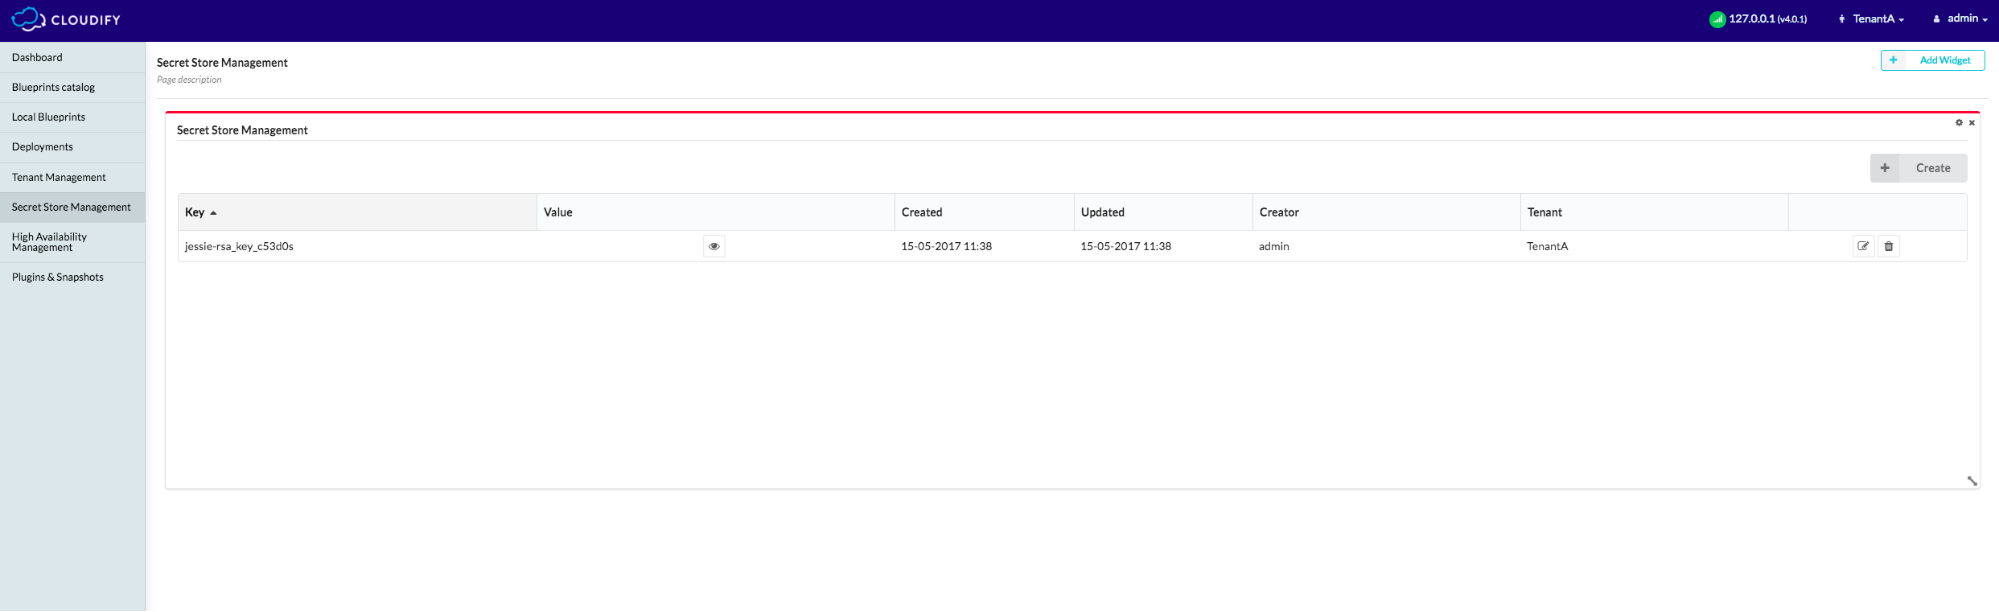 CLOUDIFY
127.0.0.1 (v4.0.1)
TenantA
admin
Dashboard
Blueprints catalog
Local Blueprints
Deployments
Tenant Management
Secret Store Management
High Availability
Management
Plugins & Snapshots
Secret Store Management
Page description
Add Widget
Secret Store Management
Create
Key Value Created Updated Creator Tenant
jessie-rsa_key_c53d0s 15-05-2017 11:38 15-05-2017 11:38 admin TenantA